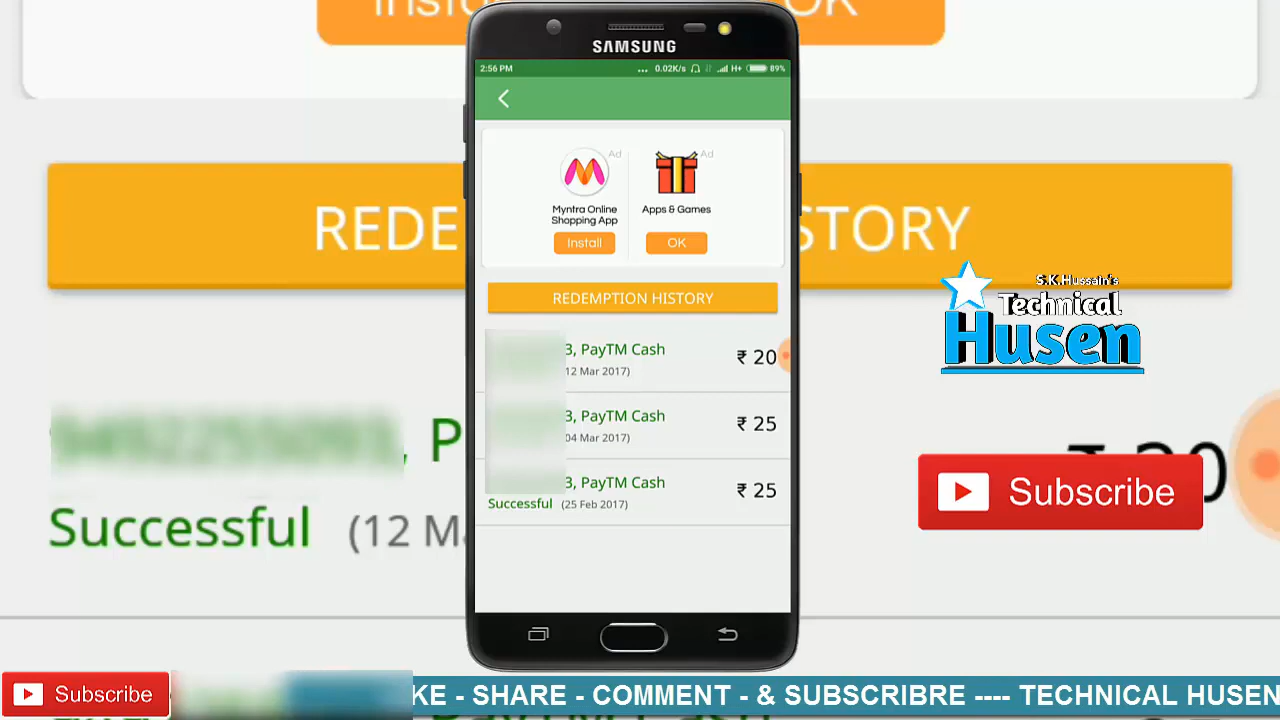 Install
OK
SAMSUNG
2:56 PM
... 0.02K/s H+ 89%
Ad
Ad
Myntra Online
Shopping App
Apps & Games
Install
OK
REDE
STORY
REDEMPTION HISTORY
S.K.Hussain's
Technical
Husen
3, PayTM Cash
₹ 20
(12 Mar 2017)
3, PayTM Cash
₹ 25
(04 Mar 2017)
3, PayTM Cash
₹ 25
Successful (25 Feb 2017)
, P
₹ 20
Successful (12 Ma
Subscribe
Subscribe
KE - SHARE - COMMENT - & SUBSCRIBRE ---- TECHNICAL HUSEN